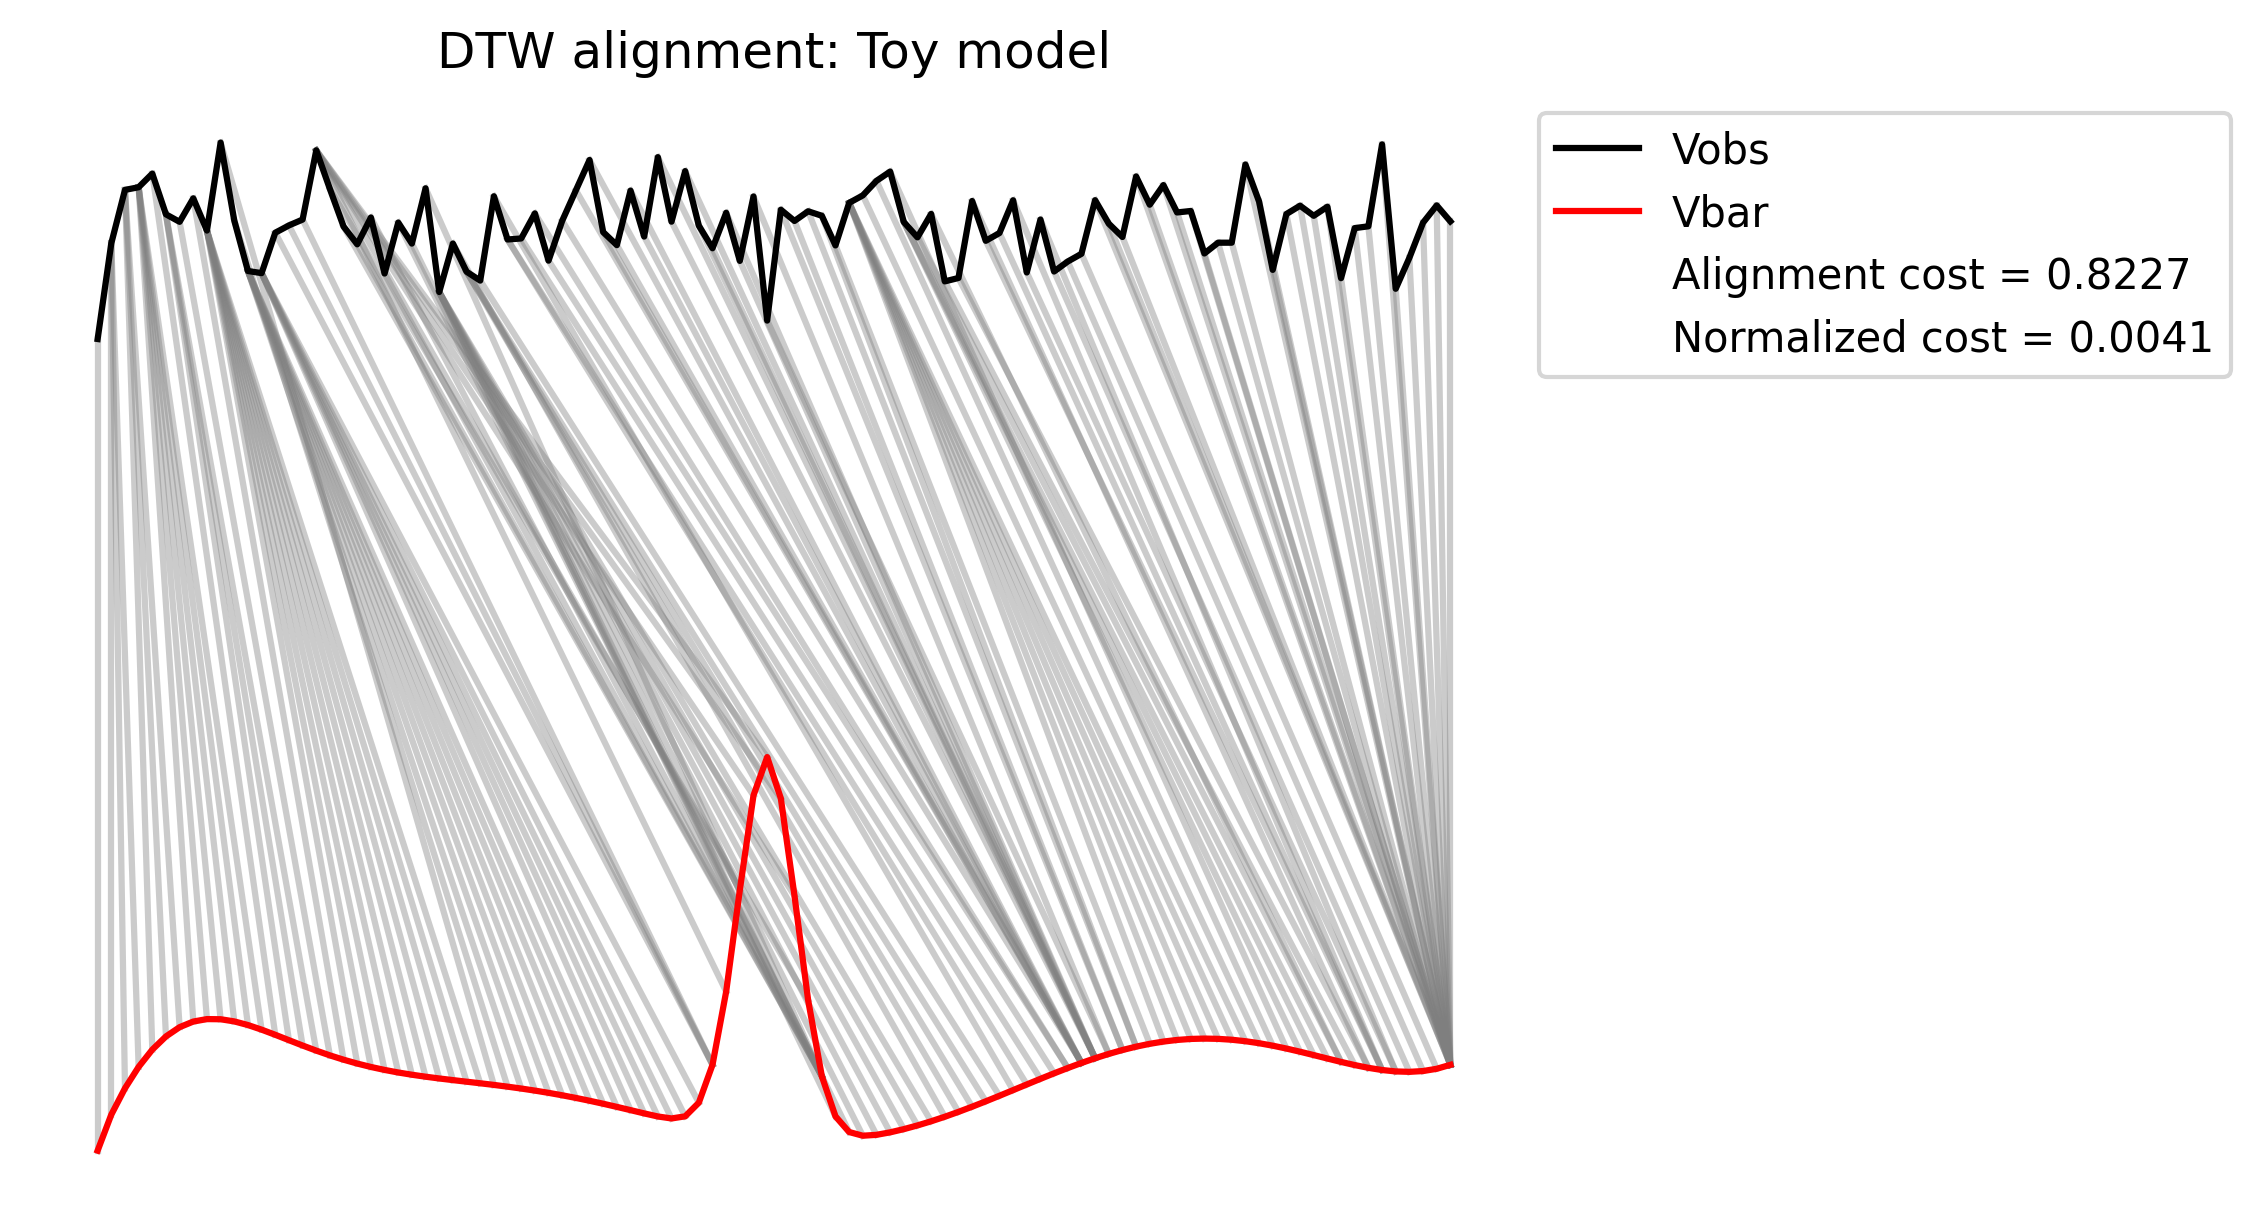 DTW alignment: Toy model
Vobs
Vbar
Alignment cost = 0.8227
Normalized cost = 0.0041